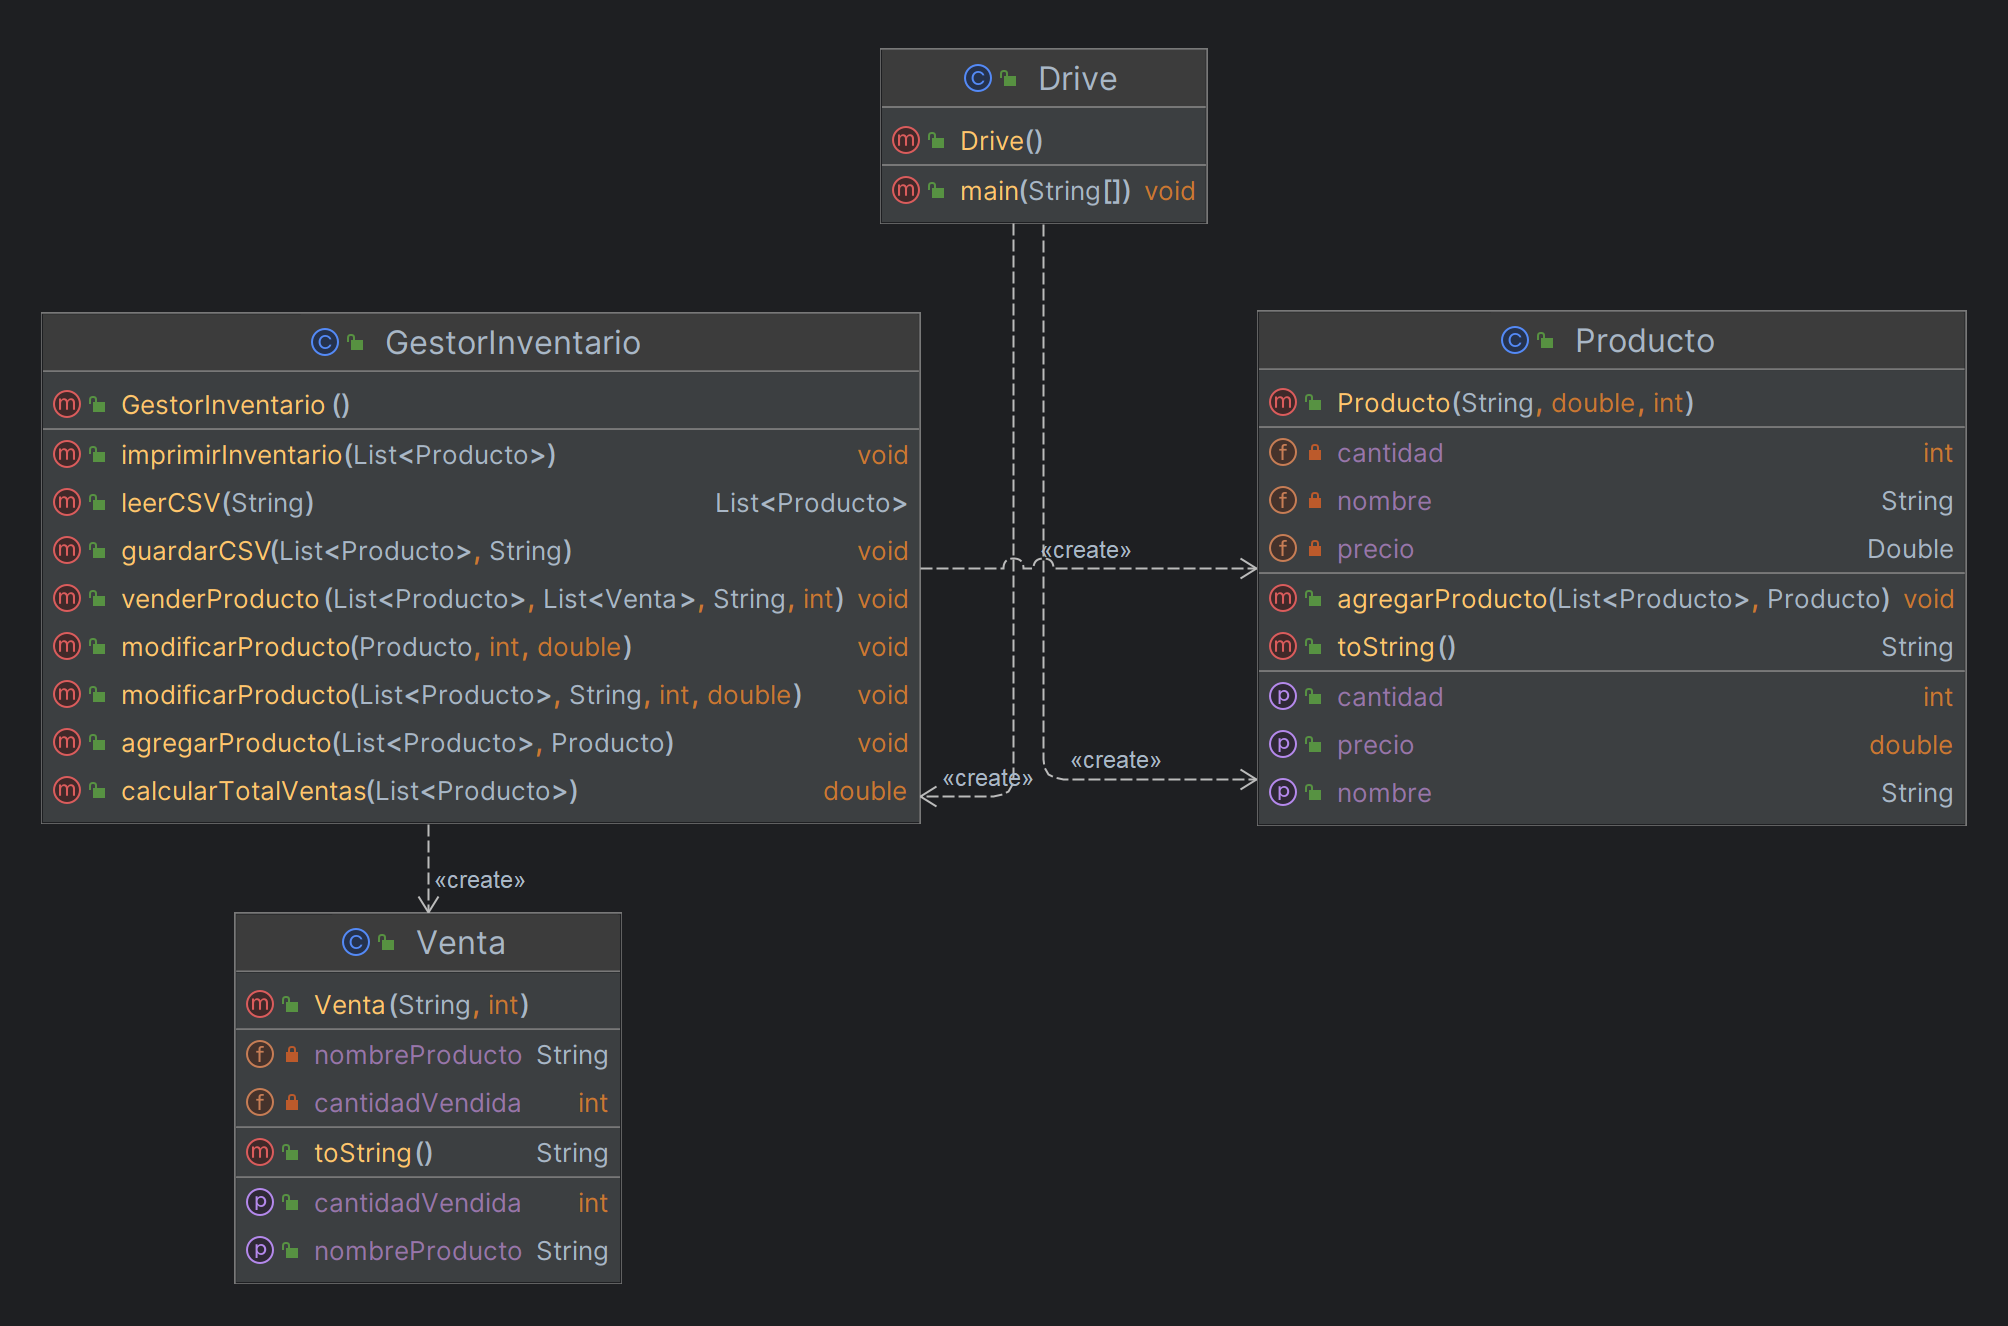 Drive
Drive()
main(String[]) void
GestorInventario
GestorInventario ()
imprimirInventario(List<Producto>) void
leerCSV(String) List<Producto>
guardarCSV(List<Producto>, String) void
venderProducto (List<Producto>, List<Venta>, String, int) void
modificarProducto(Producto, int, double) void
modificarProducto(List<Producto>, String, int, double) void
agregarProducto(List<Producto>, Producto) void
calcularTotalVentas(List<Producto>) double
«create»
«create»
«create»
«create»
Producto
Producto(String, double, int)
cantidad int
nombre String
precio Double
agregarProducto(List<Producto>, Producto) void
toString() String
cantidad int
precio double
nombre String
Venta
Venta(String, int)
nombreProducto String
cantidadVendida int
toString() String
cantidadVendida int
nombreProducto String